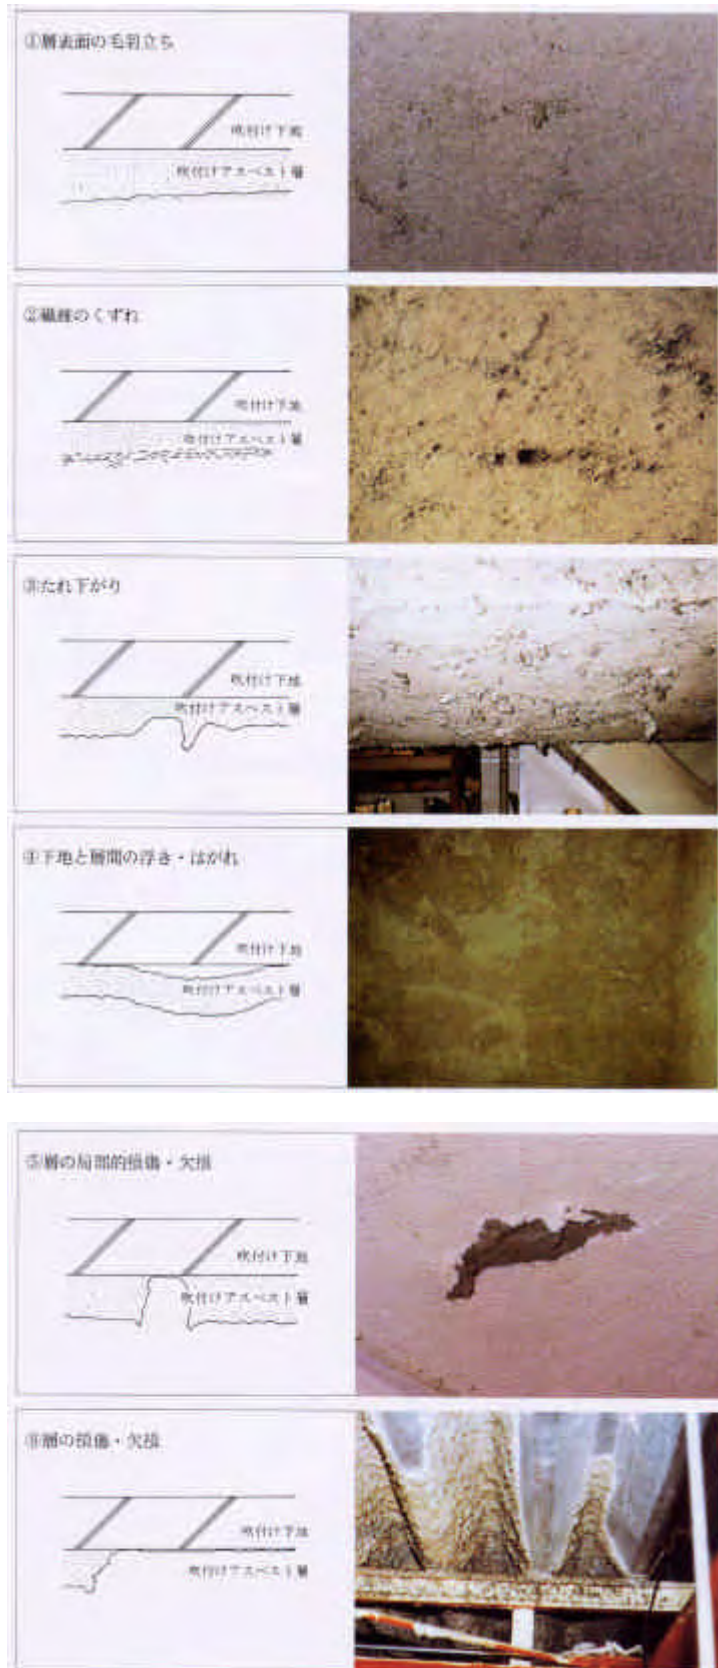 ①層表面の毛羽立ち
吹付け下地
吹付けアスベスト層
②繊維のくずれ
吹付け下地
吹付けアスベスト層
③たれ下がり
吹付け下地
吹付けアスベスト層
④下地と層間の浮き・はがれ
吹付け下地
吹付けアスベスト層
⑤層の局部的損傷・欠損
吹付け下地
吹付けアスベスト層
⑥層の損傷・欠損
吹付け下地
吹付けアスベスト層